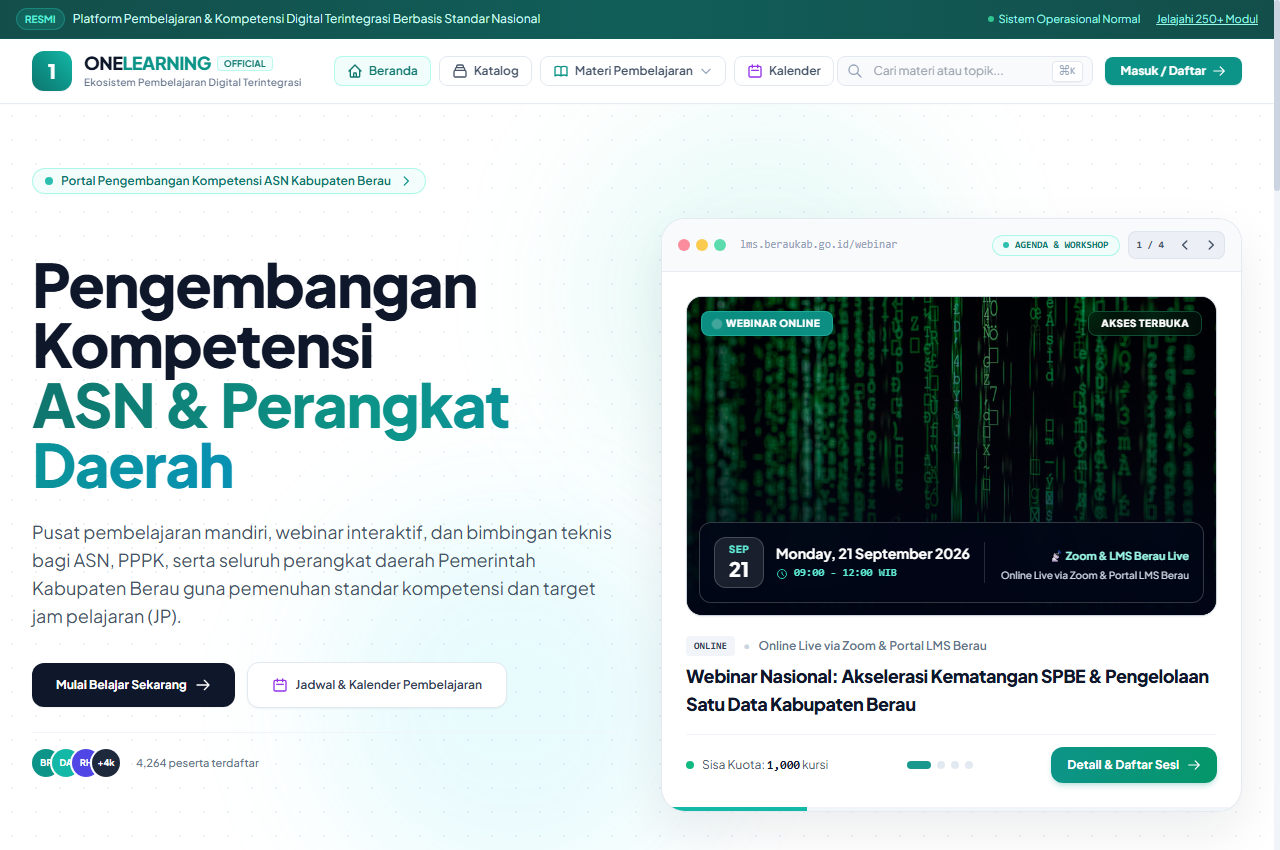 RESMI Platform Pembelajaran & Kompetensi Digital Terintegrasi Berbasis Standar Nasional
Sistem Operasional Normal Jelajahi 250+ Modul
1 ONELEARNING OFFICIAL
Ekosistem Pembelajaran Digital Terintegrasi
Beranda Katalog Materi Pembelajaran Kalender Cari materi atau topik... ⌘K Masuk / Daftar →
Portal Pengembangan Kompetensi ASN Kabupaten Berau
Pengembangan
Kompetensi
ASN & Perangkat
Daerah
Pusat pembelajaran mandiri, webinar interaktif, dan bimbingan teknis
bagi ASN, PPPK, serta seluruh perangkat daerah Pemerintah
Kabupaten Berau guna pemenuhan standar kompetensi dan target
jam pelajaran (JP).
Mulai Belajar Sekarang → Jadwal & Kalender Pembelajaran
+4k 4,264 peserta terdaftar
lms.beraukab.go.id/webinar AGENDA & WORKSHOP 1 / 4
WEBINAR ONLINE AKSES TERBUKA
SEP
21
Monday, 21 September 2026
09:00 - 12:00 WIB
Zoom & LMS Berau Live
Online Live via Zoom & Portal LMS Berau
ONLINE Online Live via Zoom & Portal LMS Berau
Webinar Nasional: Akselerasi Kematangan SPBE & Pengelolaan
Satu Data Kabupaten Berau
Sisa Kuota: 1,000 kursi Detail & Daftar Sesi →